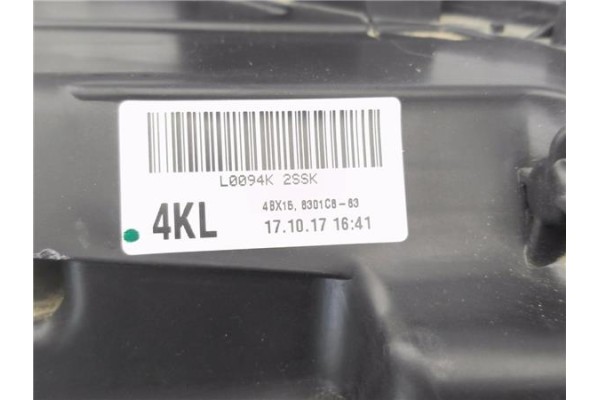 L0094K 2SSK
4BX15, 8301C8-63
4KL
17.10.17 16:41